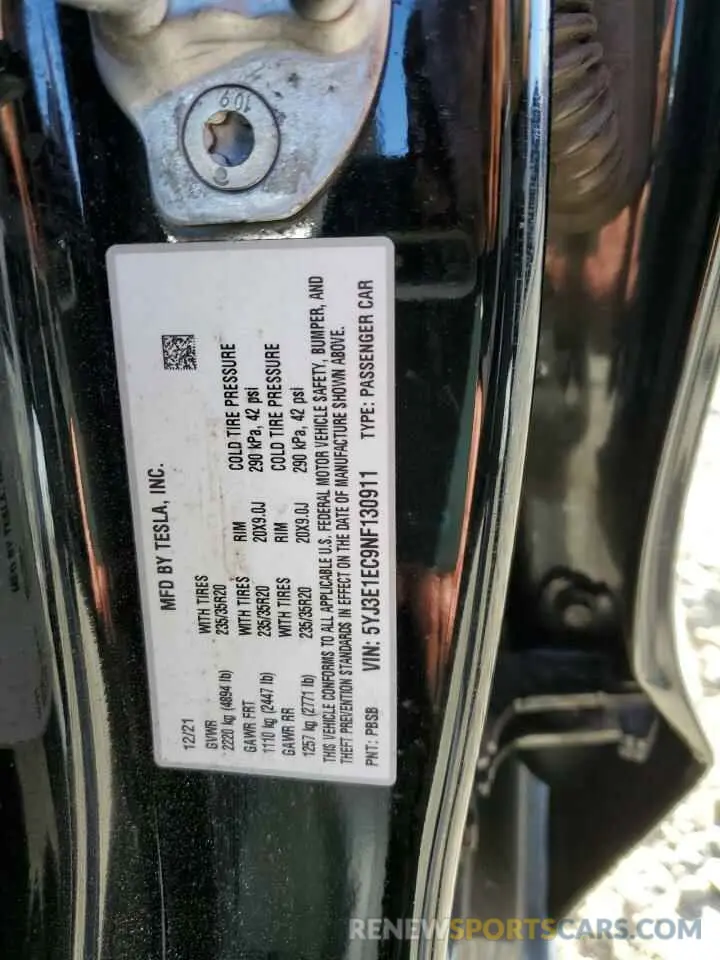 10.9
MFD BY TESLA, INC.
12/21
GVWR WITH TIRES COLD TIRE PRESSURE
2220 kg (4894 lb) 235/35R20 290 kPa, 42 psi
GAWR FRT WITH TIRES RIM COLD TIRE PRESSURE
1110 kg (2447 lb) 235/35R20 20X9.0J 290 kPa, 42 psi
GAWR RR WITH TIRES RIM
1257 kg (2771 lb) 235/35R20 20X9.0J
THIS VEHICLE CONFORMS TO ALL APPLICABLE U.S. FEDERAL MOTOR VEHICLE SAFETY, BUMPER, AND
THEFT PREVENTION STANDARDS IN EFFECT ON THE DATE OF MANUFACTURE SHOWN ABOVE.
PNT: PBSB VIN: 5YJ3E1EC9NF130911 TYPE: PASSENGER CAR
RENEWSPORTSCARS.COM